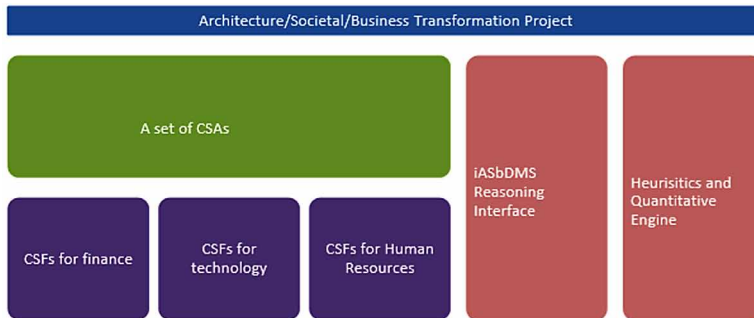 Architecture/Societal/Business Transformation Project
A set of CSAs
iASbDMS
Reasoning
Interface
Heurisitics and
Quantitative
Engine
CSFs for finance
CSFs for
technology
CSFs for Human
Resources